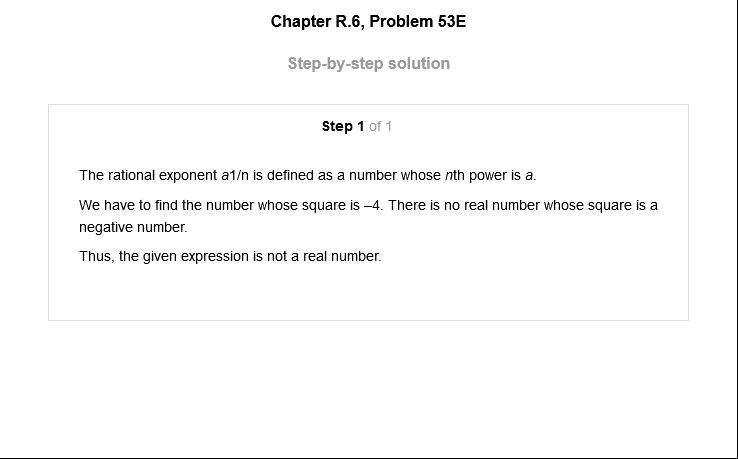 Chapter R.6, Problem 53E
Step-by-step solution
Step 1 of 1
The rational exponent a1/n is defined as a number whose nth power is a.
We have to find the number whose square is –4. There is no real number whose square is a
negative number.
Thus, the given expression is not a real number.